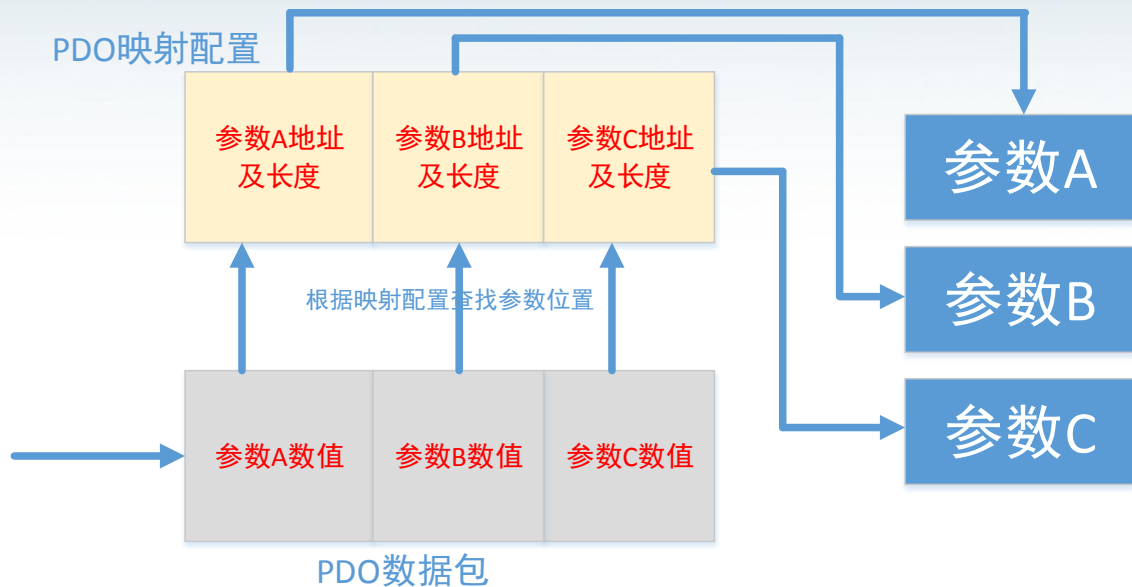 PDO映射配置
参数A地址
及长度
参数B地址
及长度
参数C地址
及长度
参数A
参数B
参数C
根据映射配置查找参数位置
参数A数值
参数B数值
参数C数值
PDO数据包